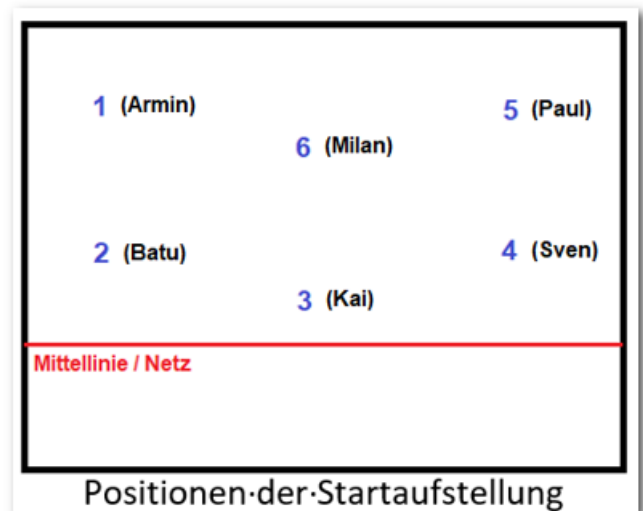 1 (Armin)
5 (Paul)
6 (Milan)
2 (Batu)
4 (Sven)
3 (Kai)
Mittellinie / Netz
Positionen·der·Startaufstellung